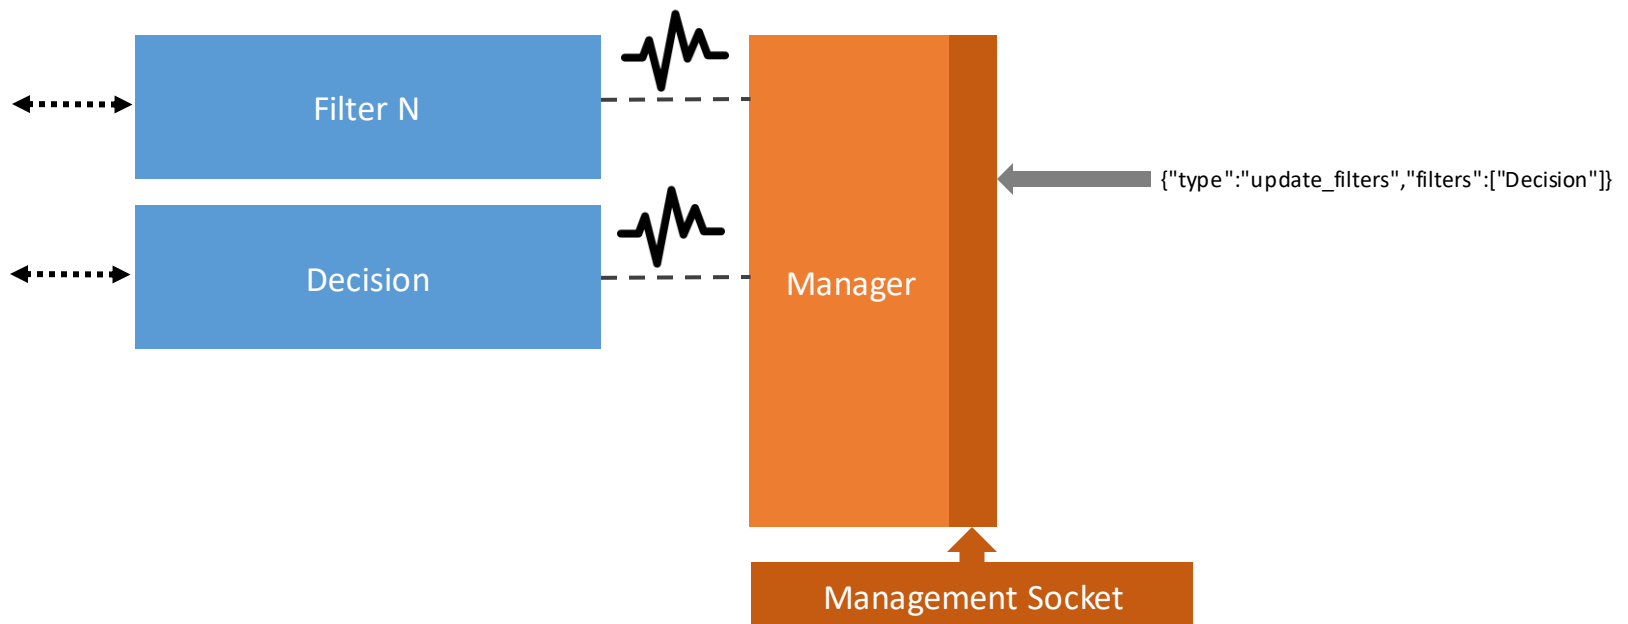 Filter N
{"type":"update_filters","filters":["Decision"]}
Decision
Manager
Management Socket